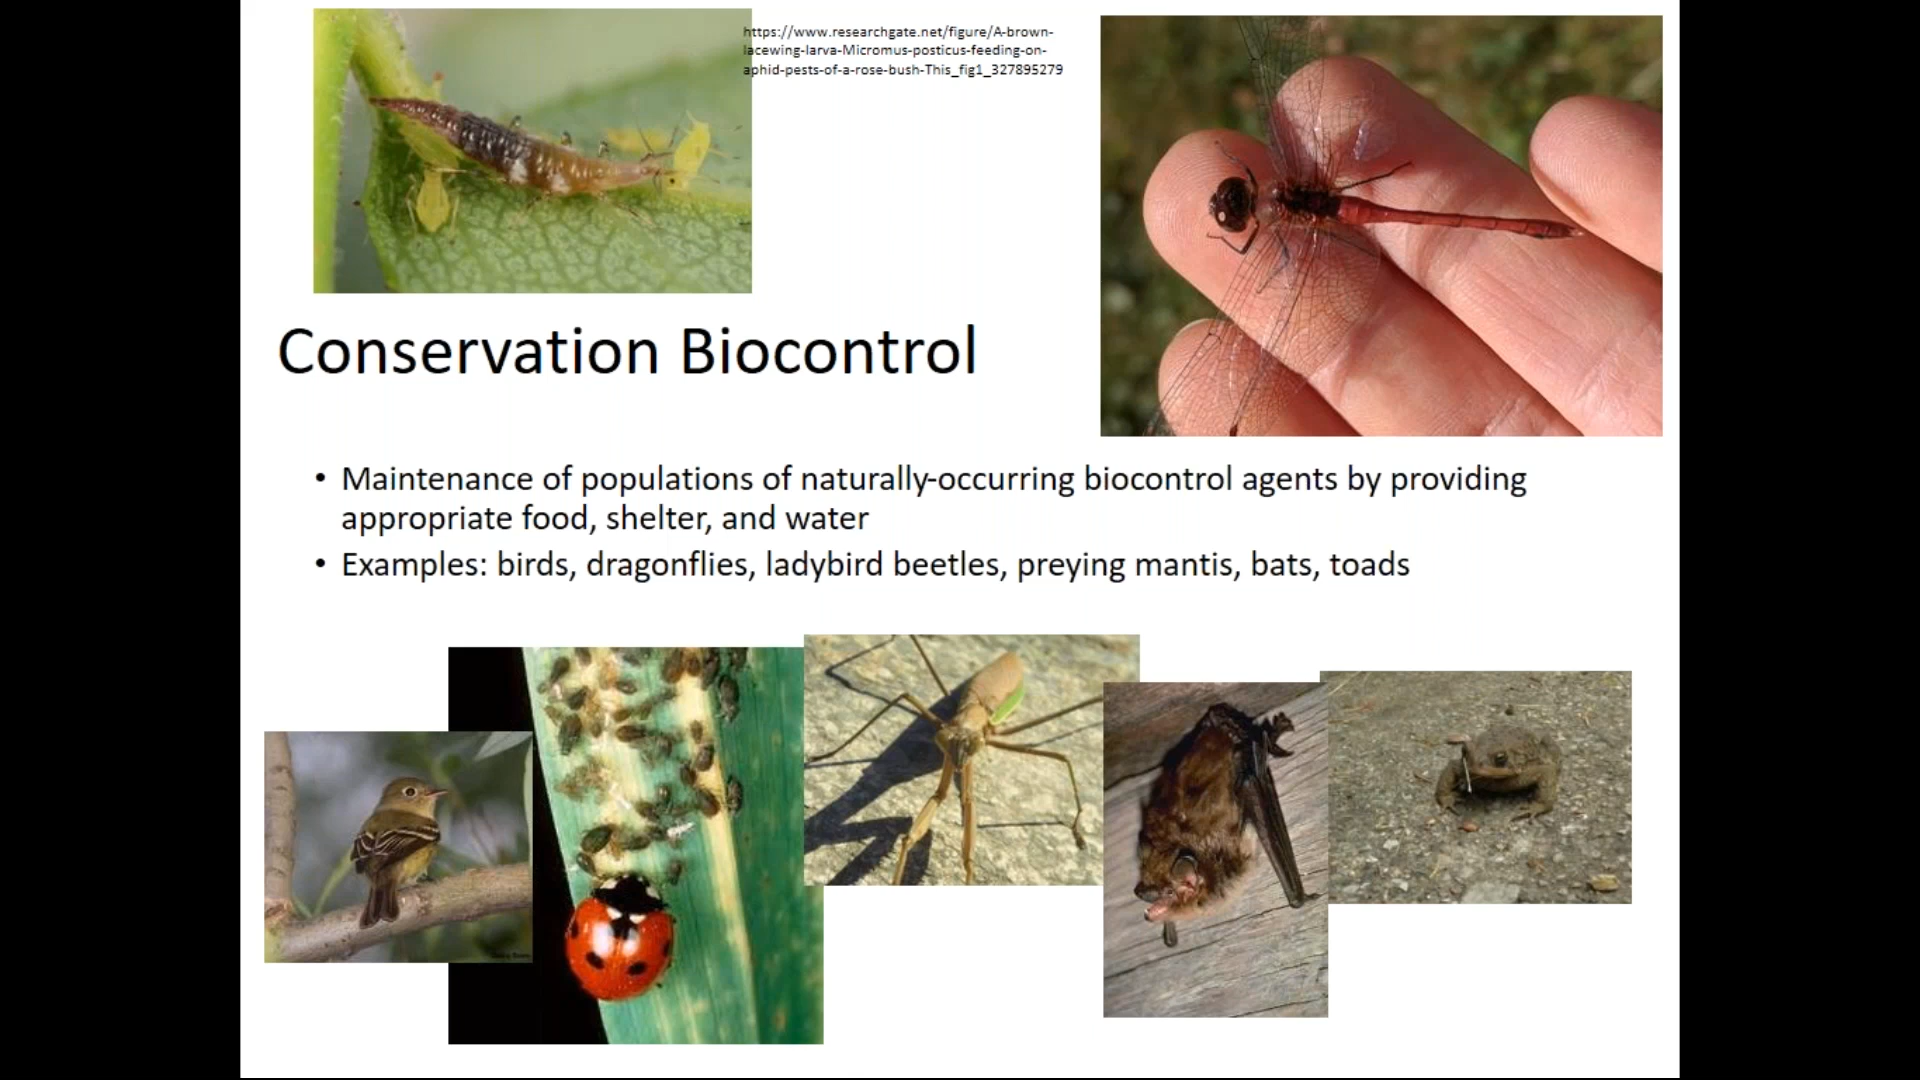 https://www.researchgate.net/figure/A-brown-
lacewing-larva-Micromus-posticus-feeding-on-
aphid-pests-of-a-rose-bush-This_fig1_327895279
Conservation Biocontrol
• Maintenance of populations of naturally-occurring biocontrol agents by providing
appropriate food, shelter, and water
• Examples: birds, dragonflies, ladybird beetles, preying mantis, bats, toads